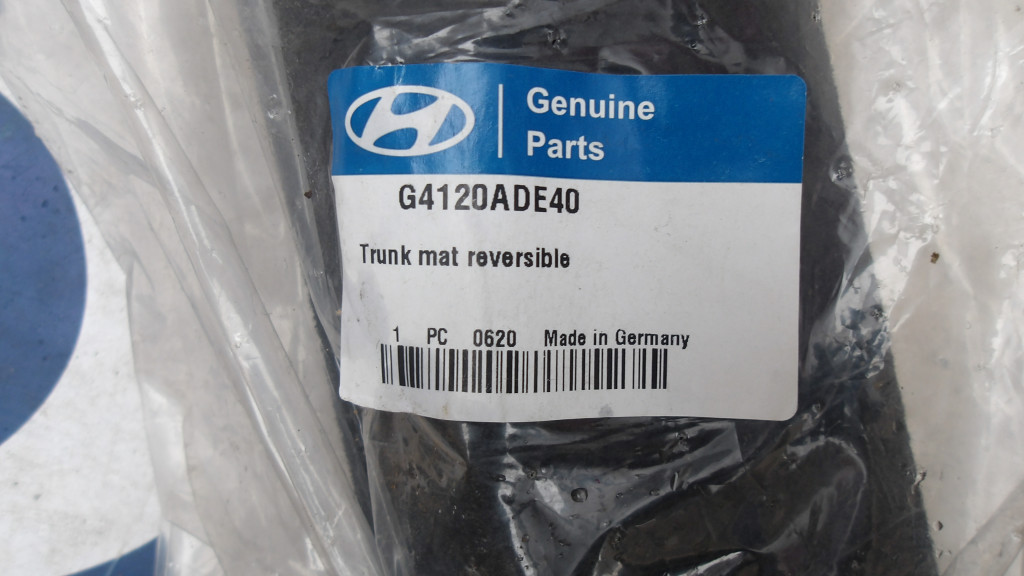 Genuine
Parts
G4120ADE40
Trunk mat reversible
1 PC 0620 Made in Germany